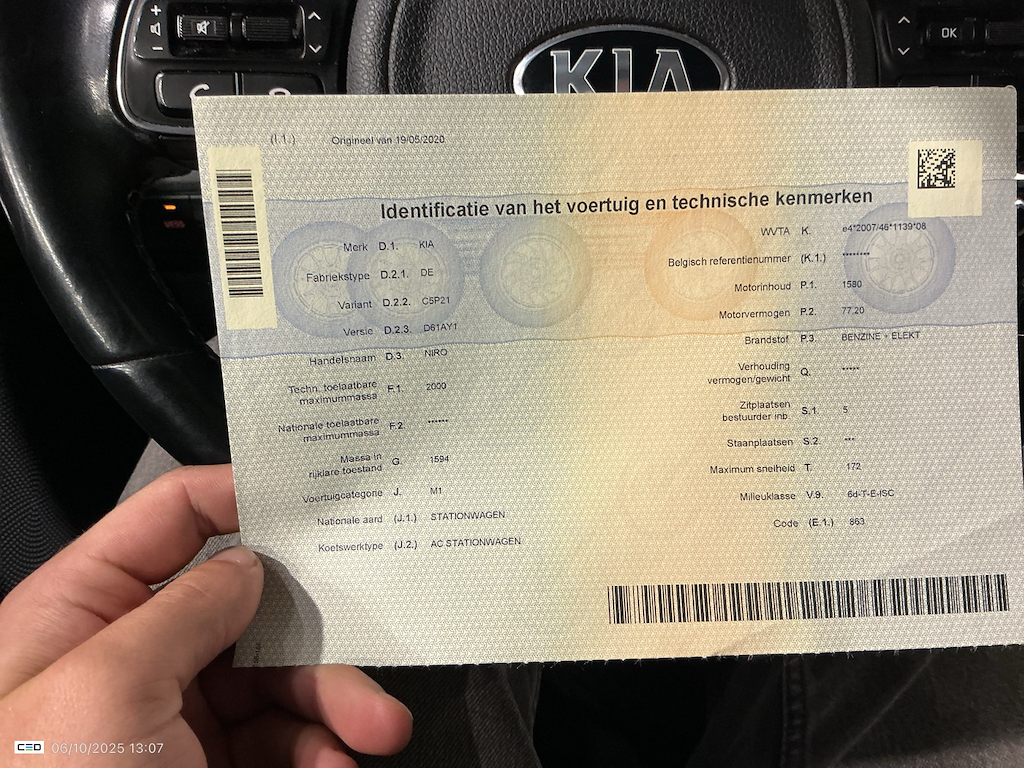 +
-
OK
KIA
(I.1.) Origineel van 19/05/2020
Identificatie van het voertuig en technische kenmerken
Merk D.1. KIA
Fabriekstype D.2.1. DE
Variant D.2.2. C5P21
Versie D.2.3. D61AY1
Handelsnaam D.3. NIRO
Techn. toelaatbare
maximummassa F.1. 2000
Nationale toelaatbare
maximummassa F.2. ******
Massa in
rijklare toestand G. 1594
Voertuigcategorie J. M1
Nationale aard (J.1.) STATIONWAGEN
Koetswerktype (J.2.) AC STATIONWAGEN
WVTA K. e4*2007/46*1139*08
Belgisch referentienummer (K.1.) ********
Motorinhoud P.1. 1580
Motorvermogen P.2. 77,20
Brandstof P.3. BENZINE + ELEKT
Verhouding
vermogen/gewicht Q. *****
Zitplaatsen
bestuurder inb. S.1. 5
Staanplaatsen S.2. ***
Maximum snelheid T. 172
Milieuklasse V.9. 6d-T-E-ISC
Code (E.1.) 863
CEO 06/10/2025 13:07